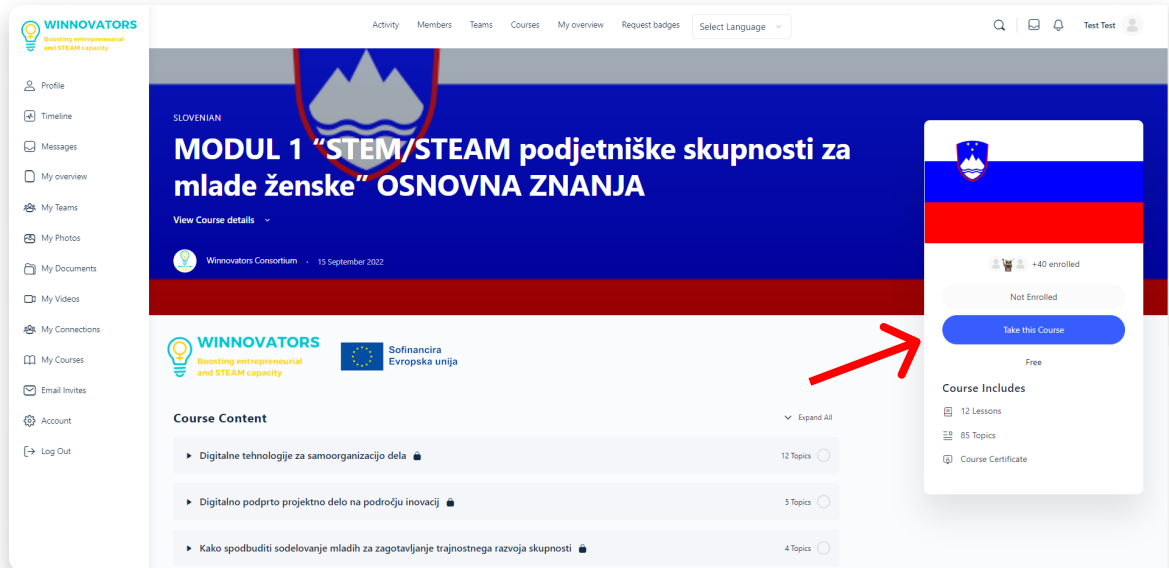 WINNOVATORS
Boosting entrepreneurial
and STEAM capacity
Activity Members Teams Courses My overview Request badges Select Language
Test Test
Profile
Timeline
Messages
My overview
My Teams
My Photos
My Documents
My Videos
My Connections
My Courses
Email Invites
Account
Log Out
SLOVENIAN
MODUL 1 “STEM/STEAM podjetniške skupnosti za
mlade ženske” OSNOVNA ZNANJA
View Course details
Winnovators Consortium · 15 September 2022
+40 enrolled
Not Enrolled
Take this Course
Free
Course Includes
12 Lessons
85 Topics
Course Certificate
WINNOVATORS
Boosting entrepreneurial
and STEAM capacity
Sofinancira
Evropska unija
Course Content
Expand All
Digitalne tehnologije za samoorganizacijo dela
12 Topics
Digitalno podprto projektno delo na področju inovacij
5 Topics
Kako spodbuditi sodelovanje mladih za zagotavljanje trajnostnega razvoja skupnosti
4 Topics